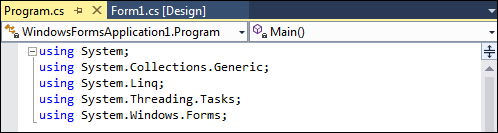 Program.cs Form1.cs [Design]
WindowsFormsApplication1.Program Main()
using System;
using System.Collections.Generic;
using System.Linq;
using System.Threading.Tasks;
using System.Windows.Forms;